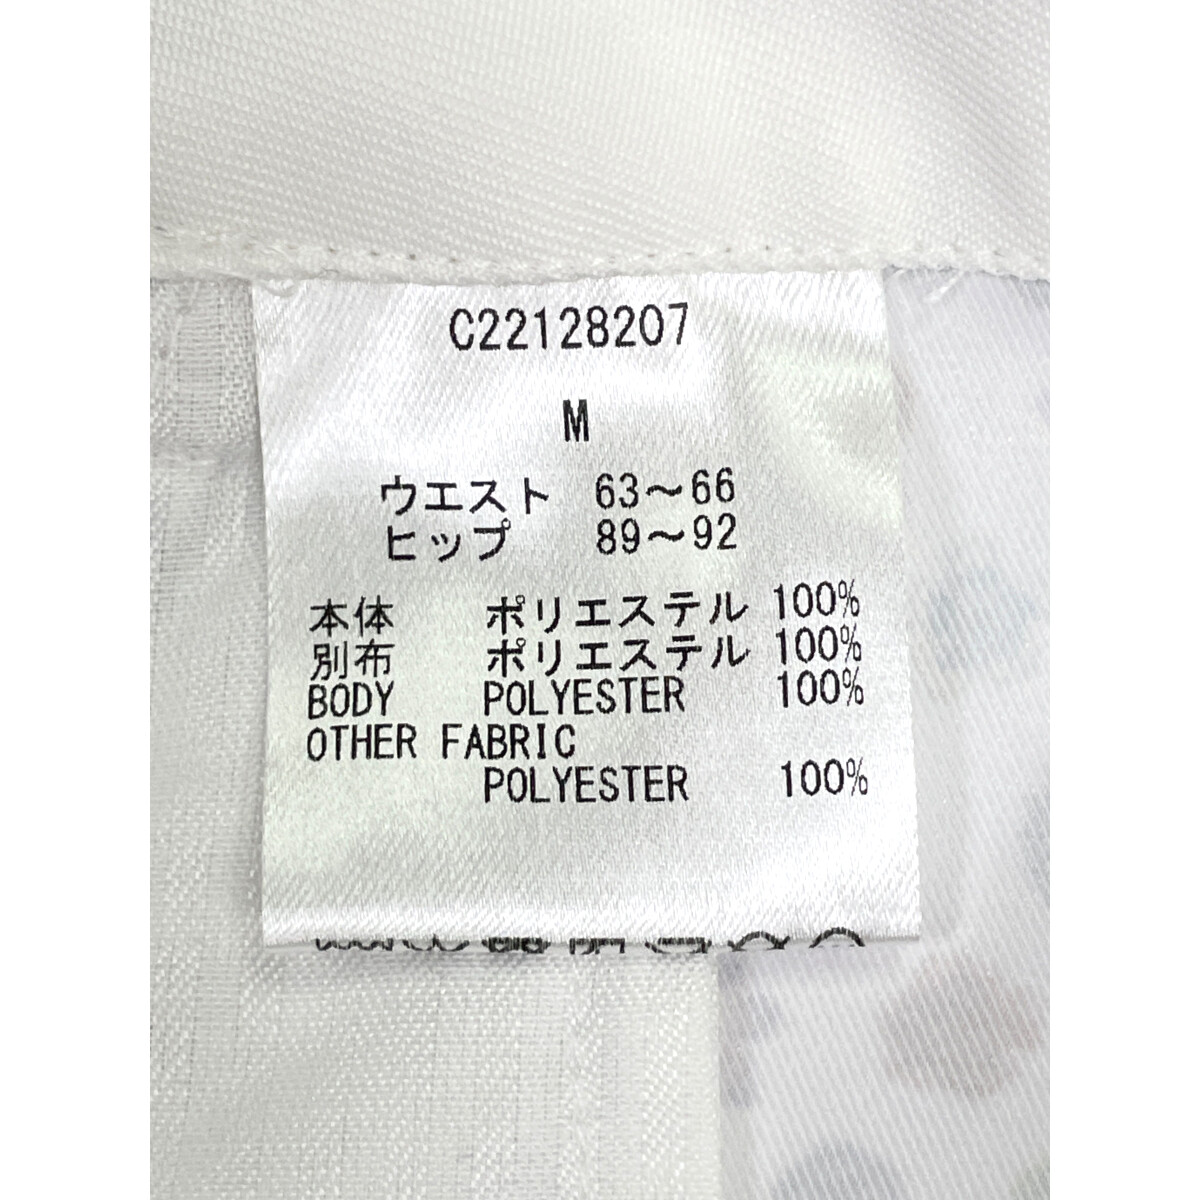 C22128207
M
ウエスト 63～66
ヒップ 89～92
本体 ポリエステル 100%
別布 ポリエステル 100%
BODY POLYESTER 100%
OTHER FABRIC
POLYESTER 100%